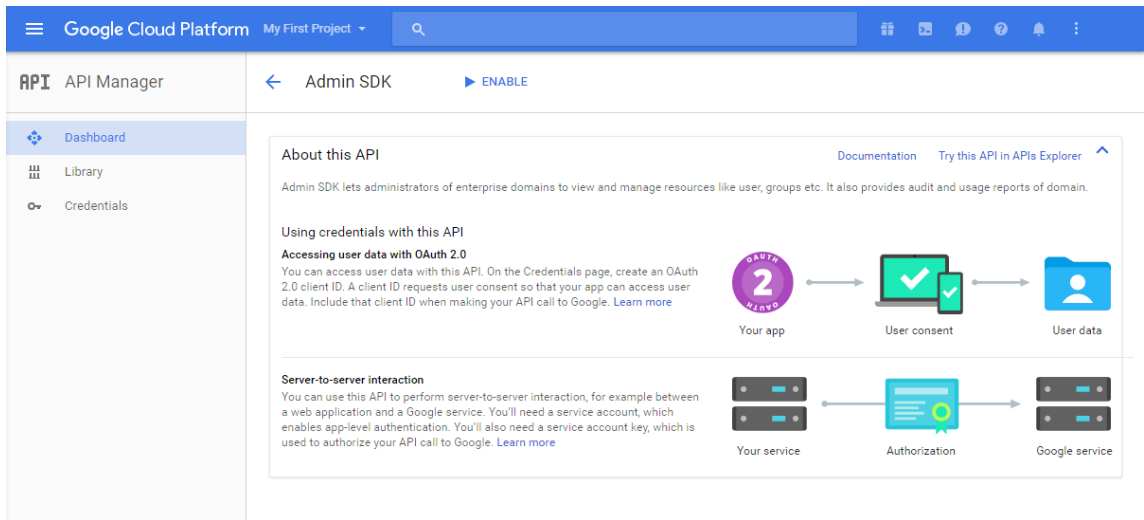 Google Cloud Platform My First Project
API API Manager
Admin SDK ENABLE
Dashboard
Library
Credentials
About this API
Documentation Try this API in APIs Explorer
Admin SDK lets administrators of enterprise domains to view and manage resources like user, groups etc. It also provides audit and usage reports of domain.
Using credentials with this API
Accessing user data with OAuth 2.0
You can access user data with this API. On the Credentials page, create an OAuth
2.0 client ID. A client ID requests user consent so that your app can access user
data. Include that client ID when making your API call to Google. Learn more
OAUTH
2
OAUTH
Your app User consent User data
Server-to-server interaction
You can use this API to perform server-to-server interaction, for example between
a web application and a Google service. You'll need a service account, which
enables app-level authentication. You'll also need a service account key, which is
used to authorize your API call to Google. Learn more
Your service Authorization Google service